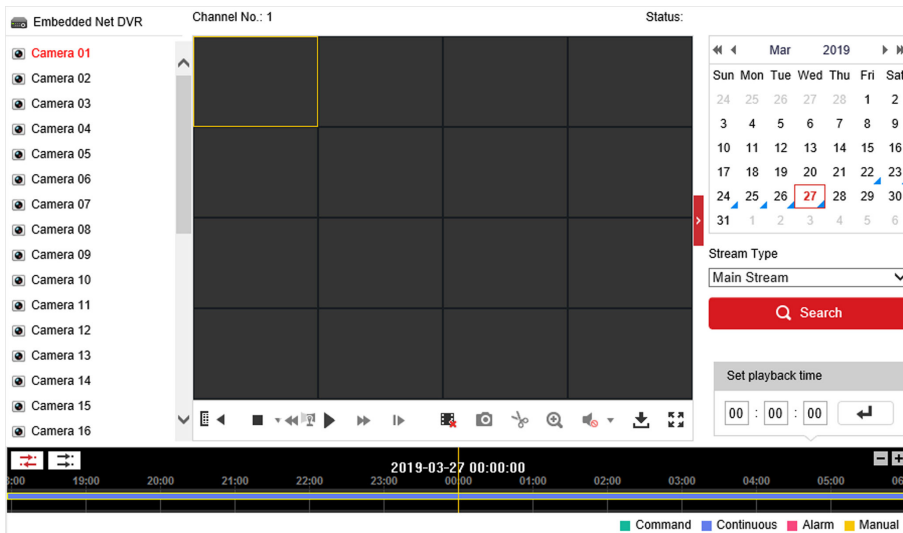 Embedded Net DVR
Channel No.: 1 Status:
Camera 01
Camera 02
Camera 03
Camera 04
Camera 05
Camera 06
Camera 07
Camera 08
Camera 09
Camera 10
Camera 11
Camera 12
Camera 13
Camera 14
Camera 15
Camera 16
Mar 2019
Sun Mon Tue Wed Thu Fri Sat
24 25 26 27 28 1 2
3 4 5 6 7 8 9
10 11 12 13 14 15 16
17 18 19 20 21 22 23
24 25 26 27 28 29 30
31 1 2 3 4 5 6
Stream Type
Main Stream
Search
Set playback time
00 : 00 : 00
2019-03-27 00:00:00
:00 19:00 20:00 21:00 22:00 23:00 00:00 01:00 02:00 03:00 04:00 05:00 06
Command Continuous Alarm Manual